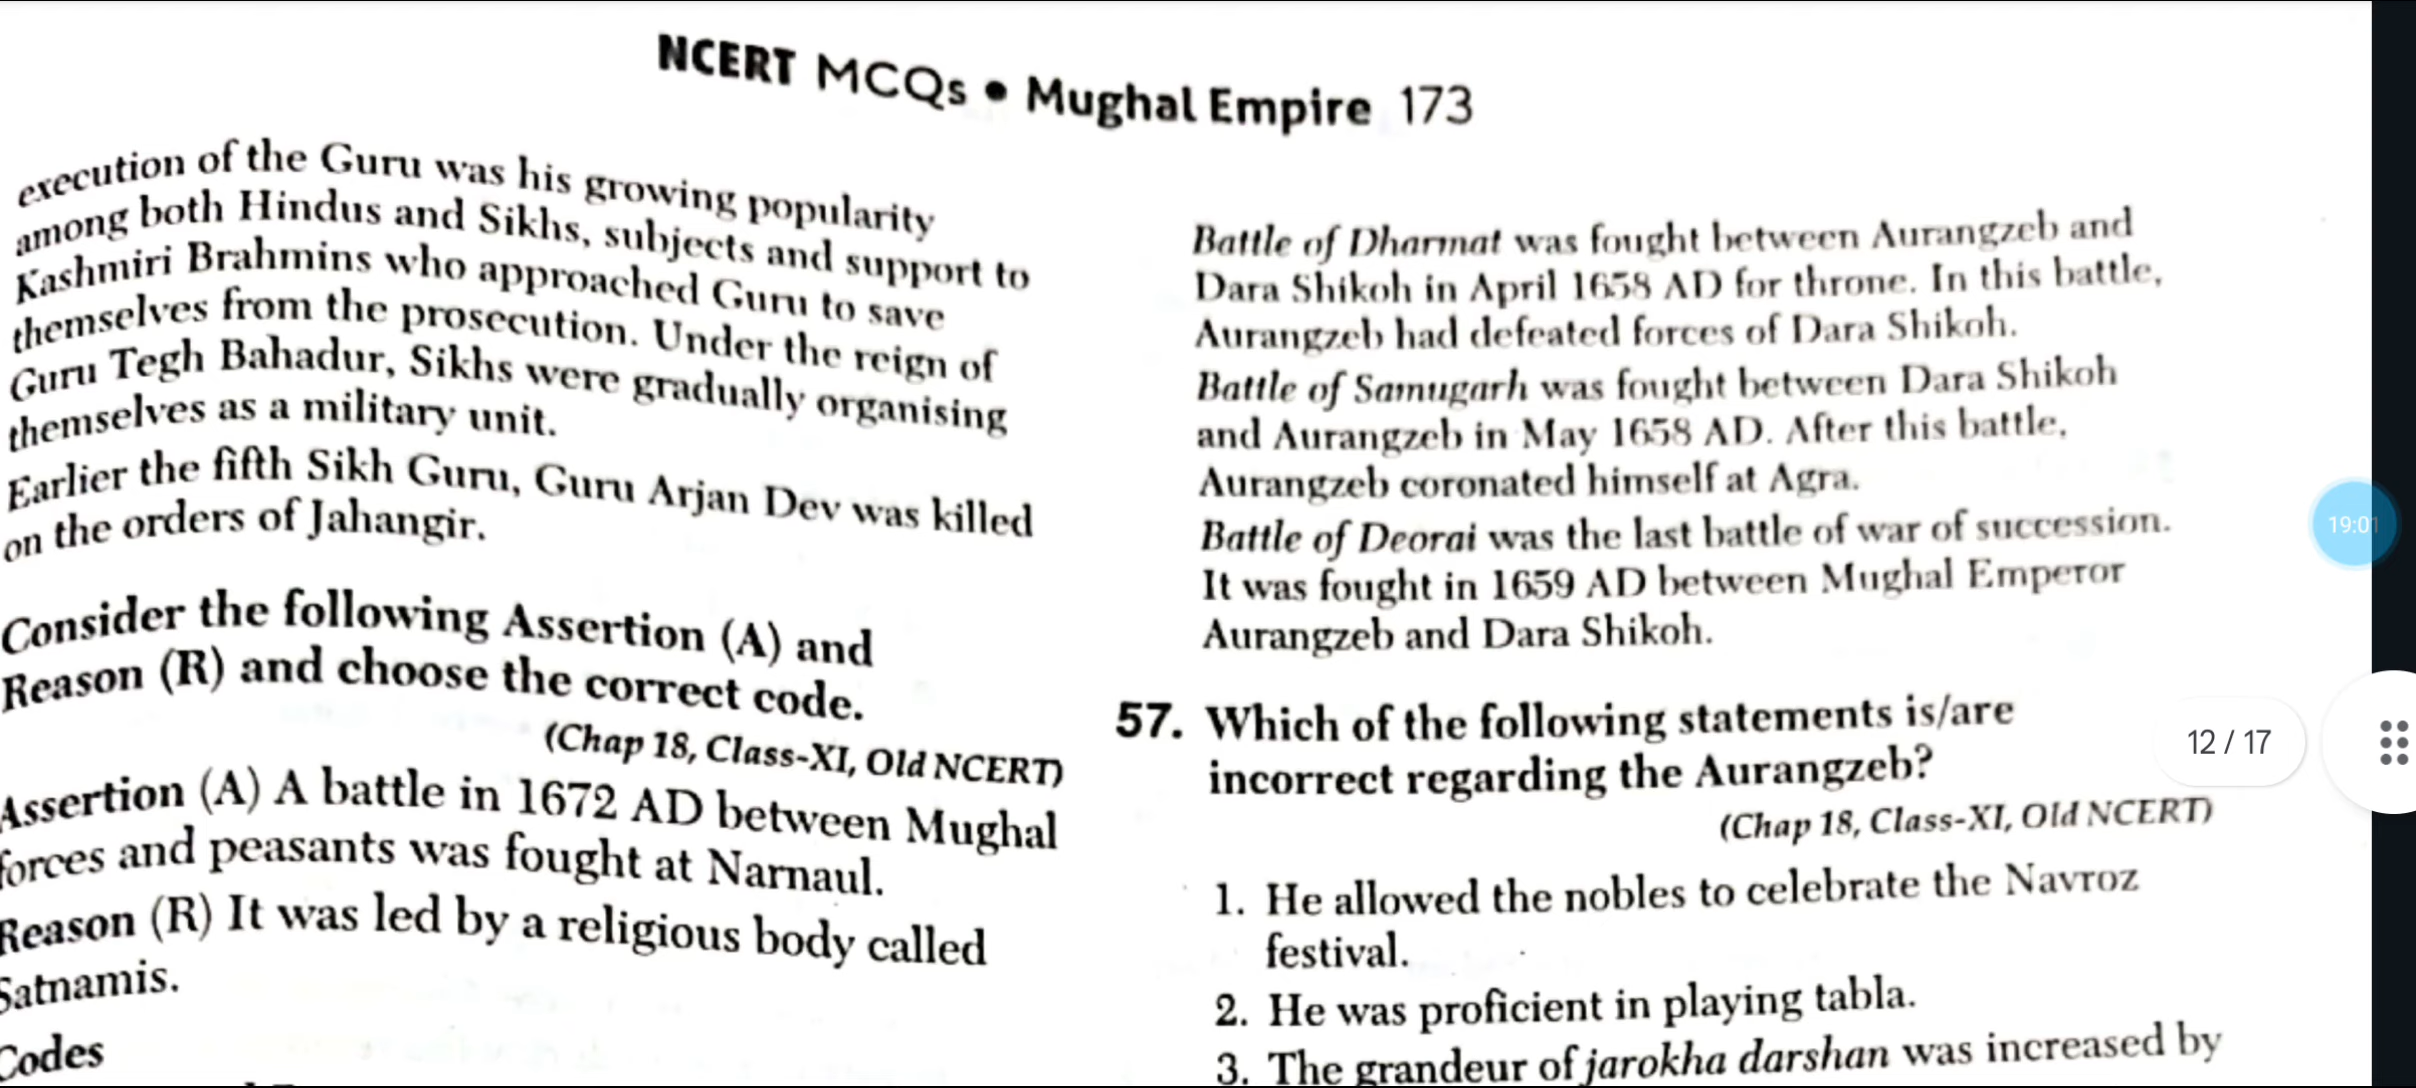 NCERT MCQs • Mughal Empire 173
execution of the Guru was his growing popularity
among both Hindus and Sikhs, subjects and support to
Kashmiri Brahmins who approached Guru to save
themselves from the prosecution. Under the reign of
Guru Tegh Bahadur, Sikhs were gradually organising
themselves as a military unit.
Earlier the fifth Sikh Guru, Guru Arjan Dev was killed
on the orders of Jahangir.
Consider the following Assertion (A) and
Reason (R) and choose the correct code.
(Chap 18, Class-XI, Old NCERT)
Assertion (A) A battle in 1672 AD between Mughal
forces and peasants was fought at Narnaul.
Reason (R) It was led by a religious body called
Satnamis.
Codes
Battle of Dharmat was fought between Aurangzeb and
Dara Shikoh in April 1658 AD for throne. In this battle,
Aurangzeb had defeated forces of Dara Shikoh.
Battle of Samugarh was fought between Dara Shikoh
and Aurangzeb in May 1658 AD. After this battle,
Aurangzeb coronated himself at Agra.
Battle of Deorai was the last battle of war of succession.
It was fought in 1659 AD between Mughal Emperor
Aurangzeb and Dara Shikoh.
57. Which of the following statements is/are
incorrect regarding the Aurangzeb?
(Chap 18, Class-XI, Old NCERT)
1. He allowed the nobles to celebrate the Navroz
festival.
2. He was proficient in playing tabla.
3. The grandeur of jarokha darshan was increased by
19:01
12 / 17